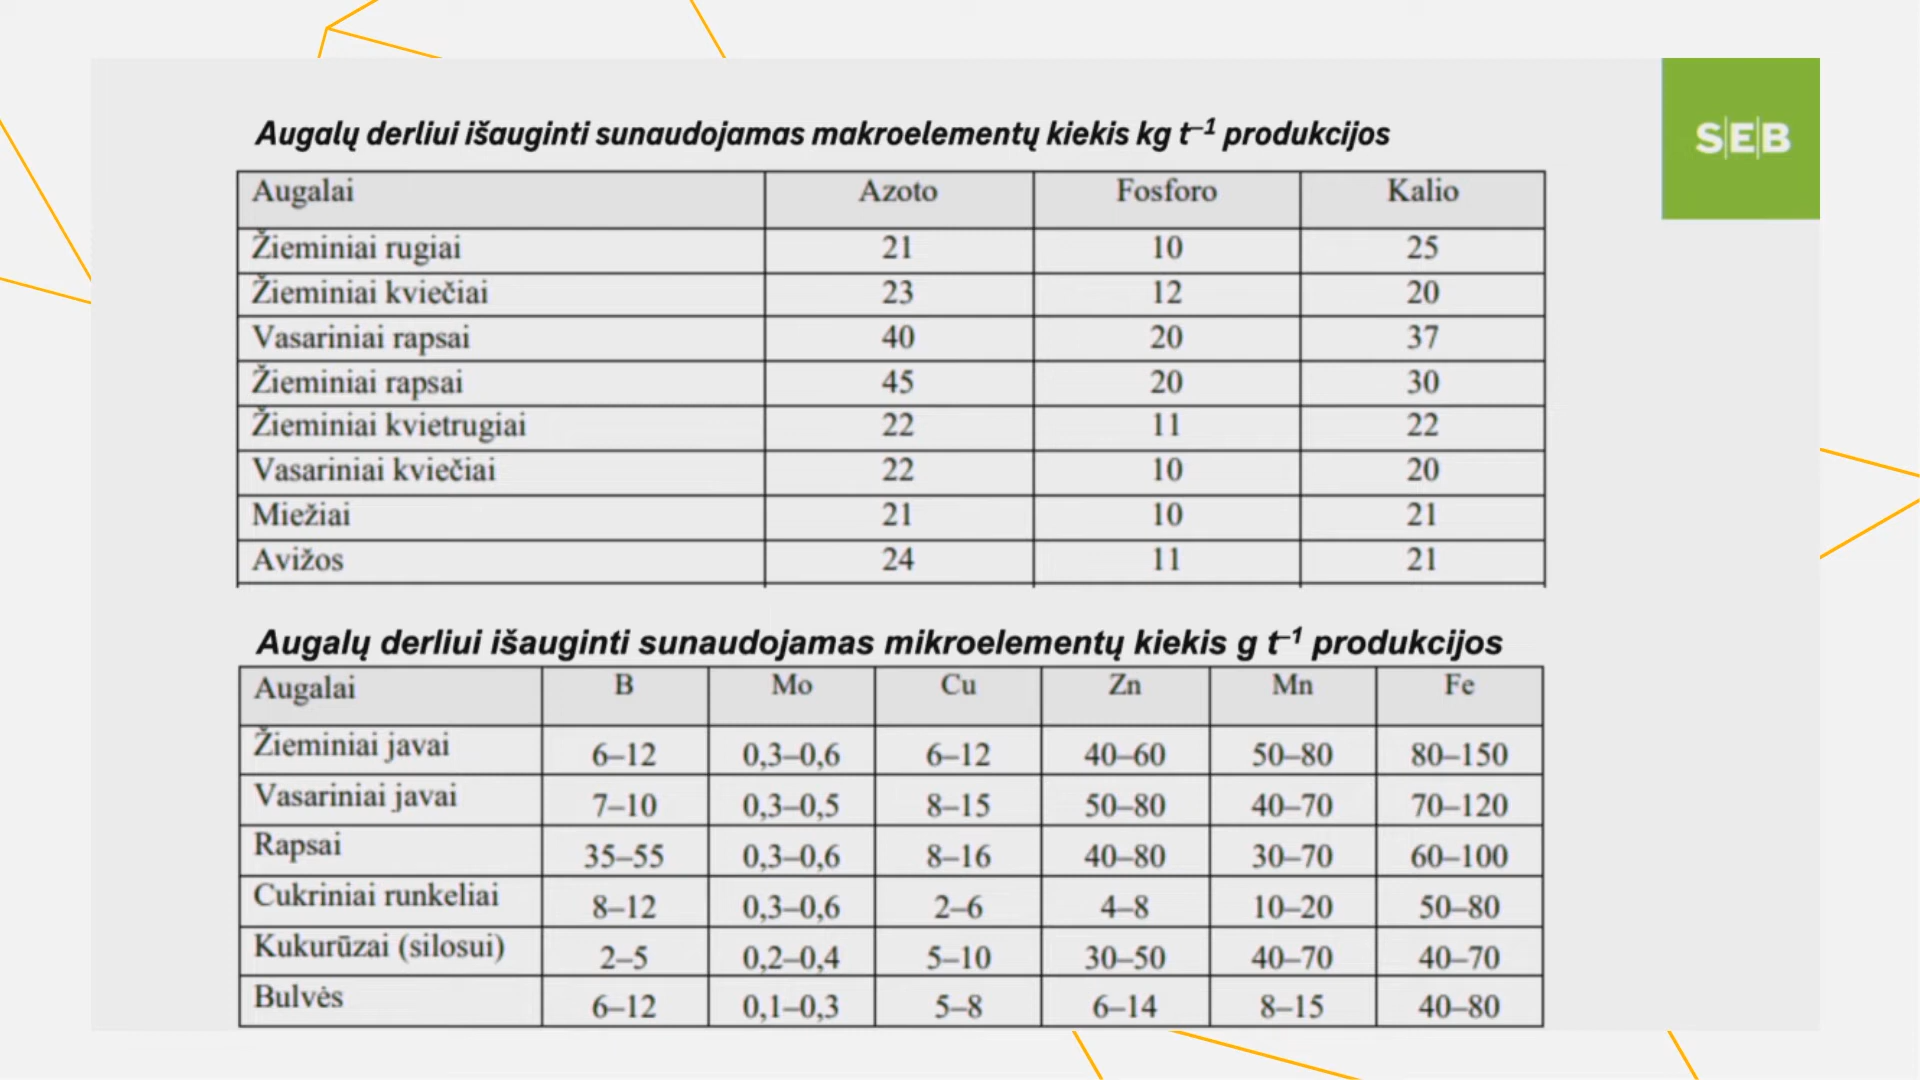 SEB
Augalų derliui išauginti sunaudojamas makroelementų kiekis kg t–1 produkcijos
Augalai Azoto Fosforo Kalio
Žieminiai rugiai 21 10 25
Žieminiai kviečiai 23 12 20
Vasariniai rapsai 40 20 37
Žieminiai rapsai 45 20 30
Žieminiai kvietrugiai 22 11 22
Vasariniai kviečiai 22 10 20
Miežiai 21 10 21
Avižos 24 11 21
Augalų derliui išauginti sunaudojamas mikroelementų kiekis g t–1 produkcijos
Augalai B Mo Cu Zn Mn Fe
Žieminiai javai 6–12 0,3–0,6 6–12 40–60 50–80 80–150
Vasariniai javai 7–10 0,3–0,5 8–15 50–80 40–70 70–120
Rapsai 35–55 0,3–0,6 8–16 40–80 30–70 60–100
Cukriniai runkeliai 8–12 0,3–0,6 2–6 4–8 10–20 50–80
Kukurūzai (silosui) 2–5 0,2–0,4 5–10 30–50 40–70 40–70
Bulvės 6–12 0,1–0,3 5–8 6–14 8–15 40–80